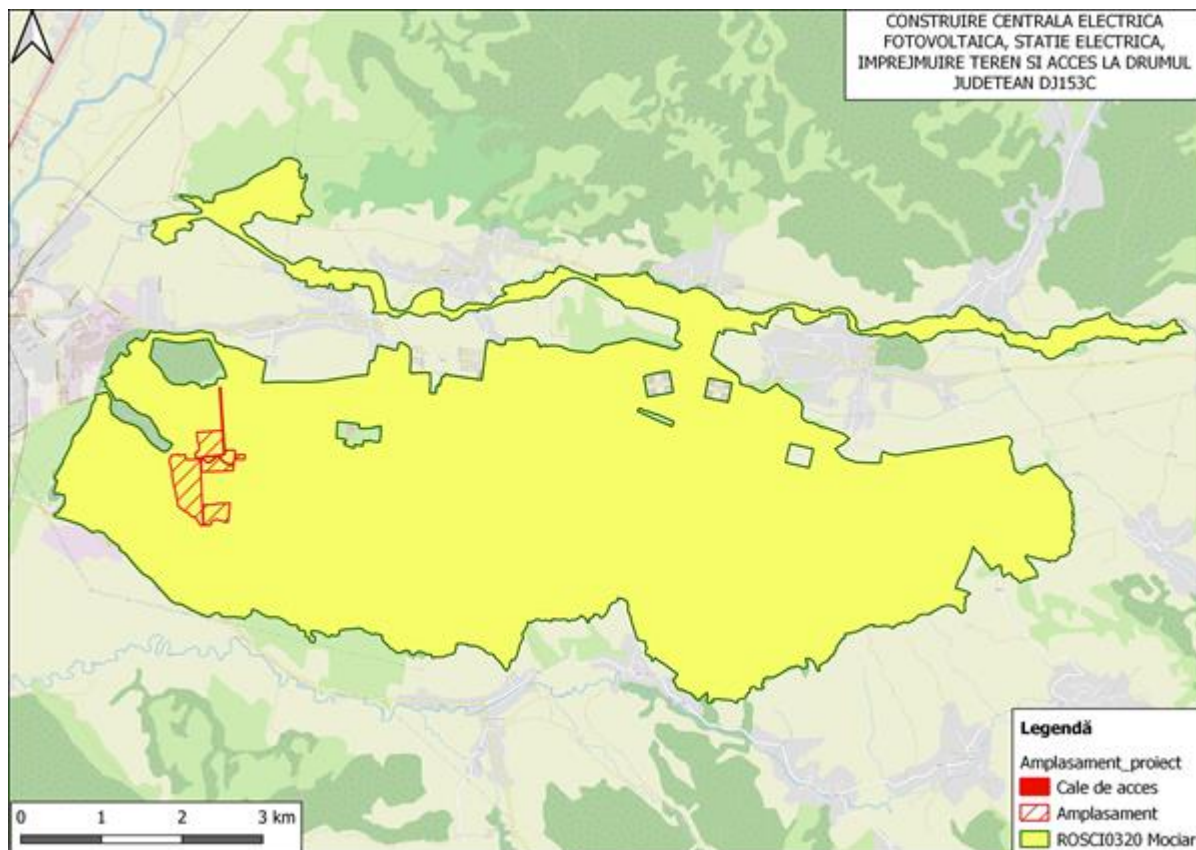 CONSTRUIRE CENTRALA ELECTRICA
FOTOVOLTAICA, STATIE ELECTRICA,
IMPREJMUIRE TEREN SI ACCES LA DRUMUL
JUDETEAN DJ153C
Legendă
Amplasament_proiect
Cale de acces
Amplasament
ROSCI0320 Mociar
0 1 2 3 km